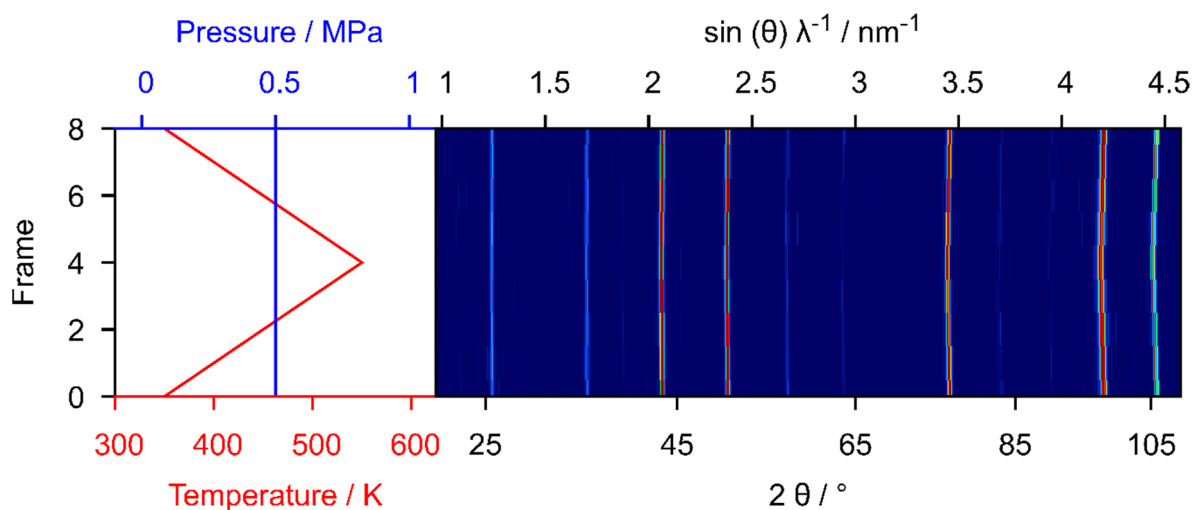 Pressure / MPa
sin (θ) λ⁻¹ / nm⁻¹
0 0.5 1 1 1.5 2 2.5 3 3.5 4 4.5
8
6
4
2
0
Frame
300 400 500 600 25 45 65 85 105
Temperature / K
2 θ / °